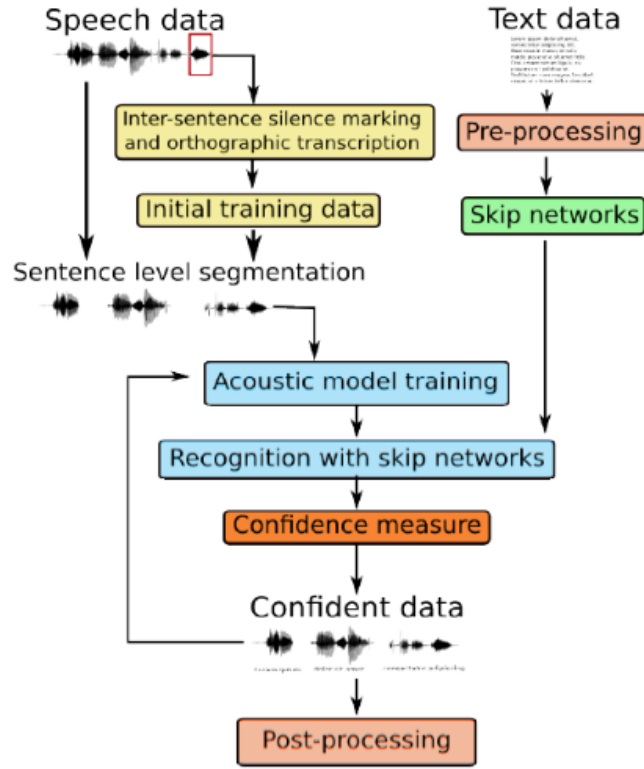 Speech data
Text data
Inter-sentence silence marking
and orthographic transcription
Pre-processing
Initial training data
Skip networks
Sentence level segmentation
Acoustic model training
Recognition with skip networks
Confidence measure
Confident data
Post-processing